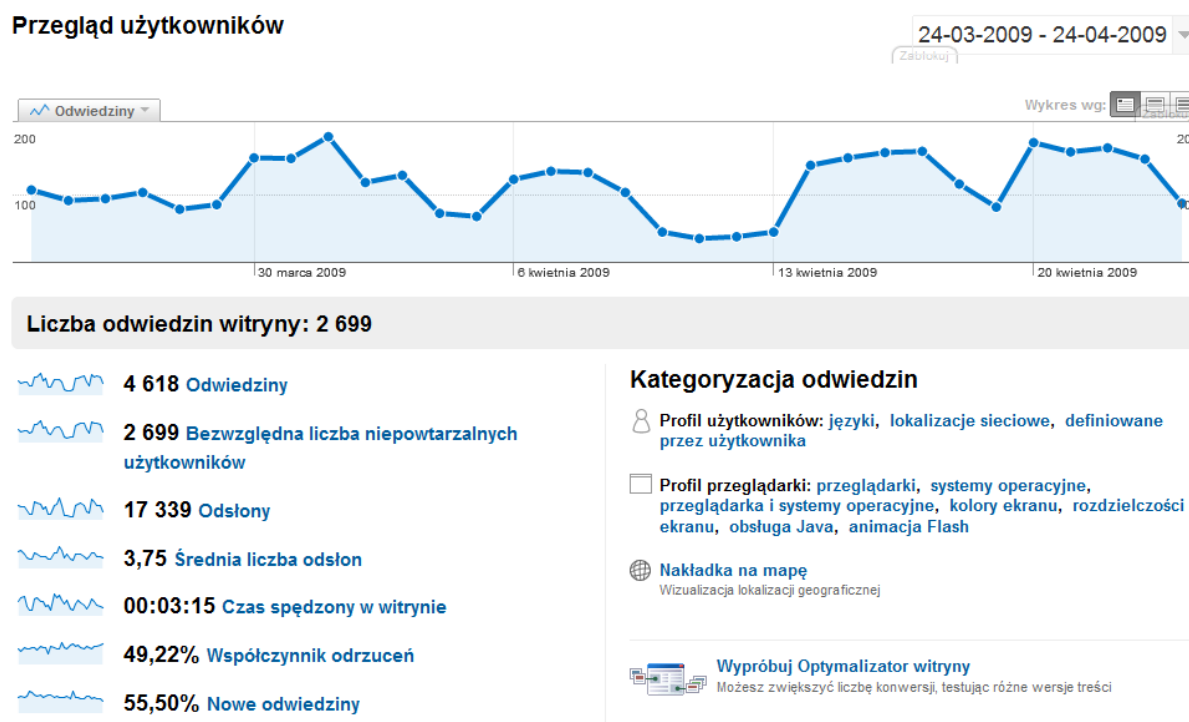 Przegląd użytkowników
24-03-2009 - 24-04-2009
Zablokuj
Odwiedziny
Wykres wg:
200
100
30 marca 2009
6 kwietnia 2009
13 kwietnia 2009
20 kwietnia 2009
Liczba odwiedzin witryny: 2 699
4 618 Odwiedziny
2 699 Bezwzględna liczba niepowtarzalnych
użytkowników
17 339 Odsłony
3,75 Średnia liczba odsłon
00:03:15 Czas spędzony w witrynie
49,22% Współczynnik odrzuceń
55,50% Nowe odwiedziny
Kategoryzacja odwiedzin
Profil użytkowników: języki, lokalizacje sieciowe, definiowane
przez użytkownika
Profil przeglądarki: przeglądarki, systemy operacyjne,
przeglądarka i systemy operacyjne, kolory ekranu, rozdzielczości
ekranu, obsługa Java, animacja Flash
Nakładka na mapę
Wizualizacja lokalizacji geograficznej
Wypróbuj Optymalizator witryny
Możesz zwiększyć liczbę konwersji, testując różne wersje treści